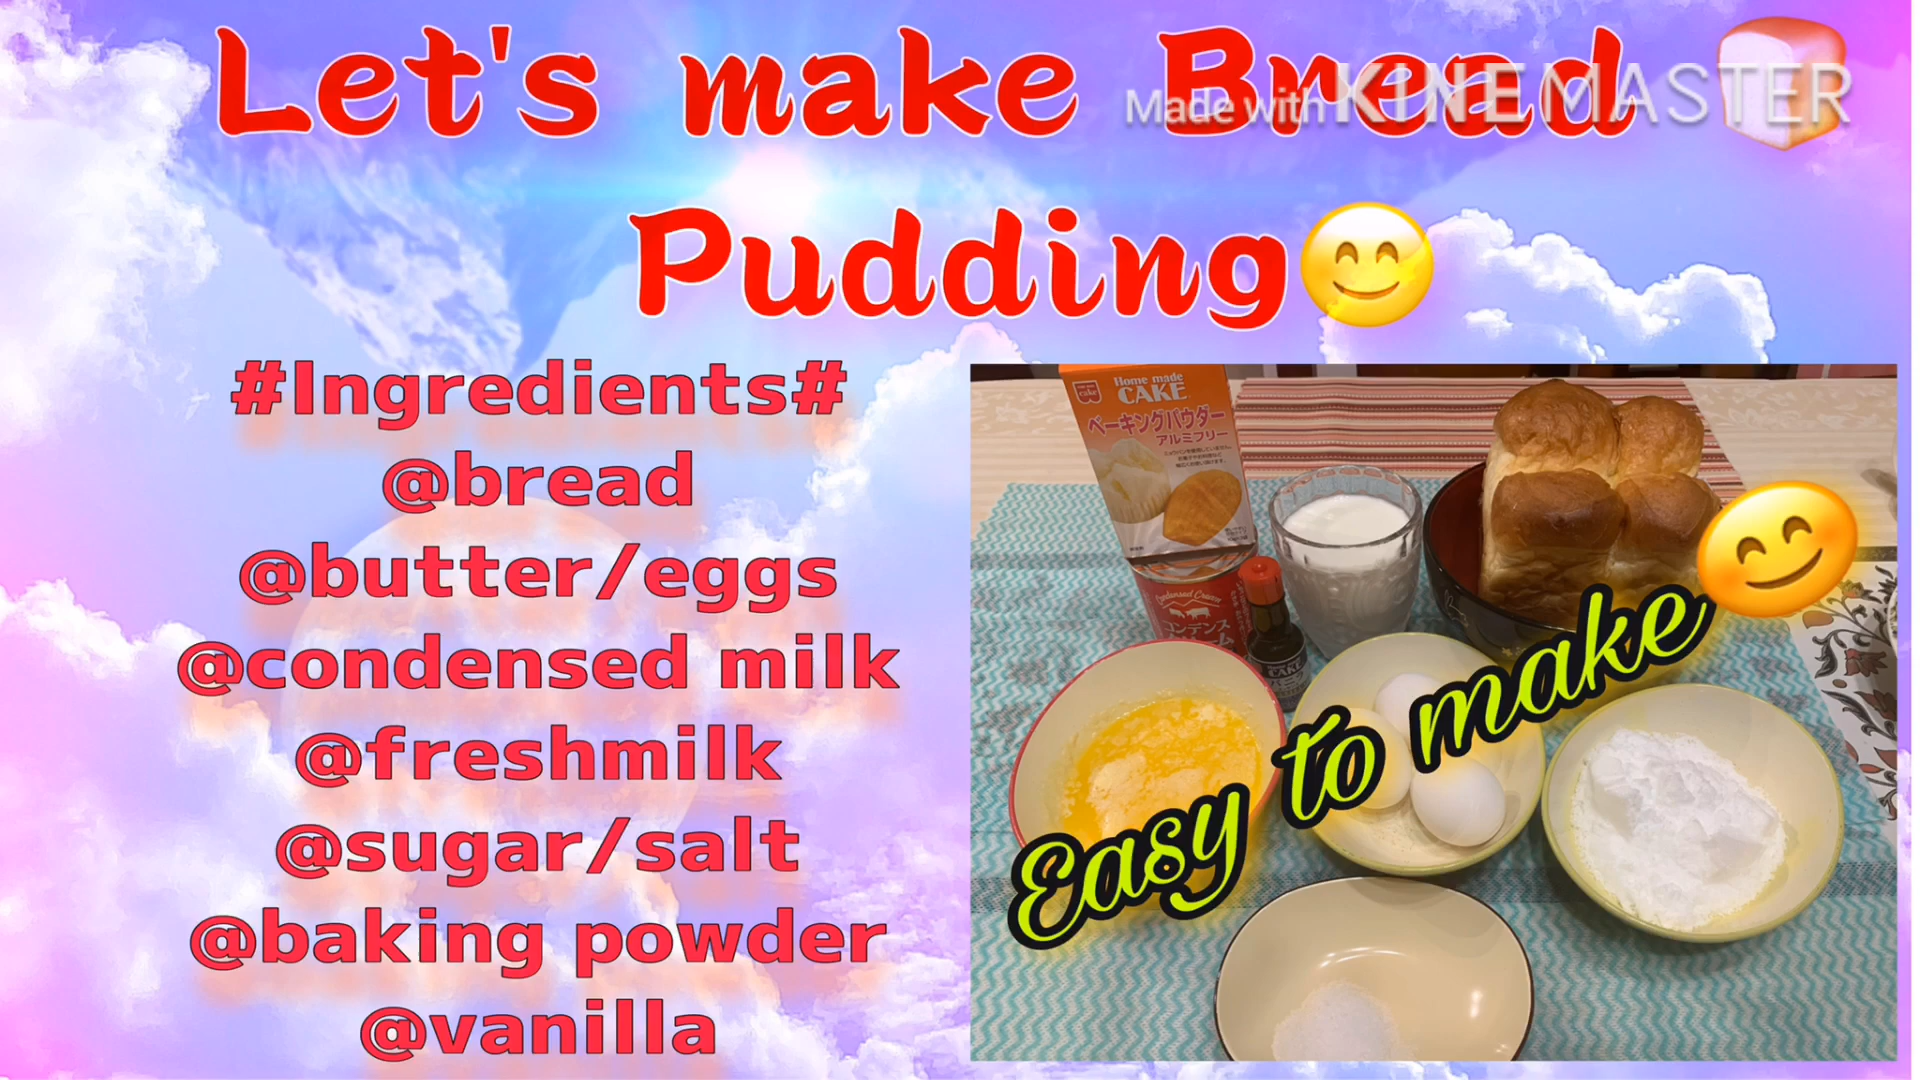 Let's make Bread
Made with KINEMASTER
Pudding
#Ingredients#
@bread
@butter/eggs
@condensed milk
@freshmilk
@sugar/salt
@baking powder
@vanilla
Home made
CAKE
ベーキングパウダー
アルミフリー
Condensed Cream
コンデンス
CAKE
Easy to make